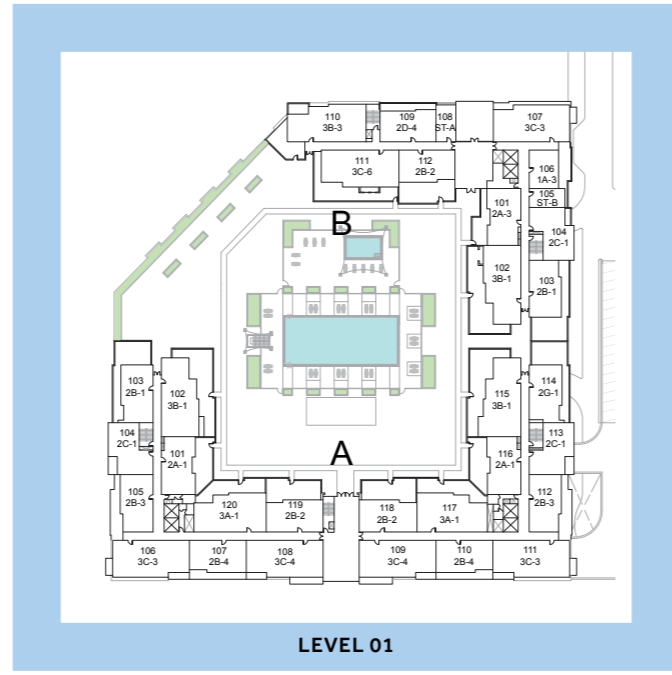 110
3B-3
109
2D-4
108
ST-A
107
3C-3
111
3C-6
112
2B-2
106
1A-3
105
ST-B
101
2A-3
104
2C-1
102
3B-1
103
2B-1
B
103
2B-1
102
3B-1
104
2C-1
101
2A-1
105
2B-3
115
3B-1
114
2G-1
113
2C-1
116
2A-1
112
2B-3
A
120
3A-1
119
2B-2
118
2B-2
117
3A-1
106
3C-3
107
2B-4
108
3C-4
109
3C-4
110
2B-4
111
3C-3
LEVEL 01